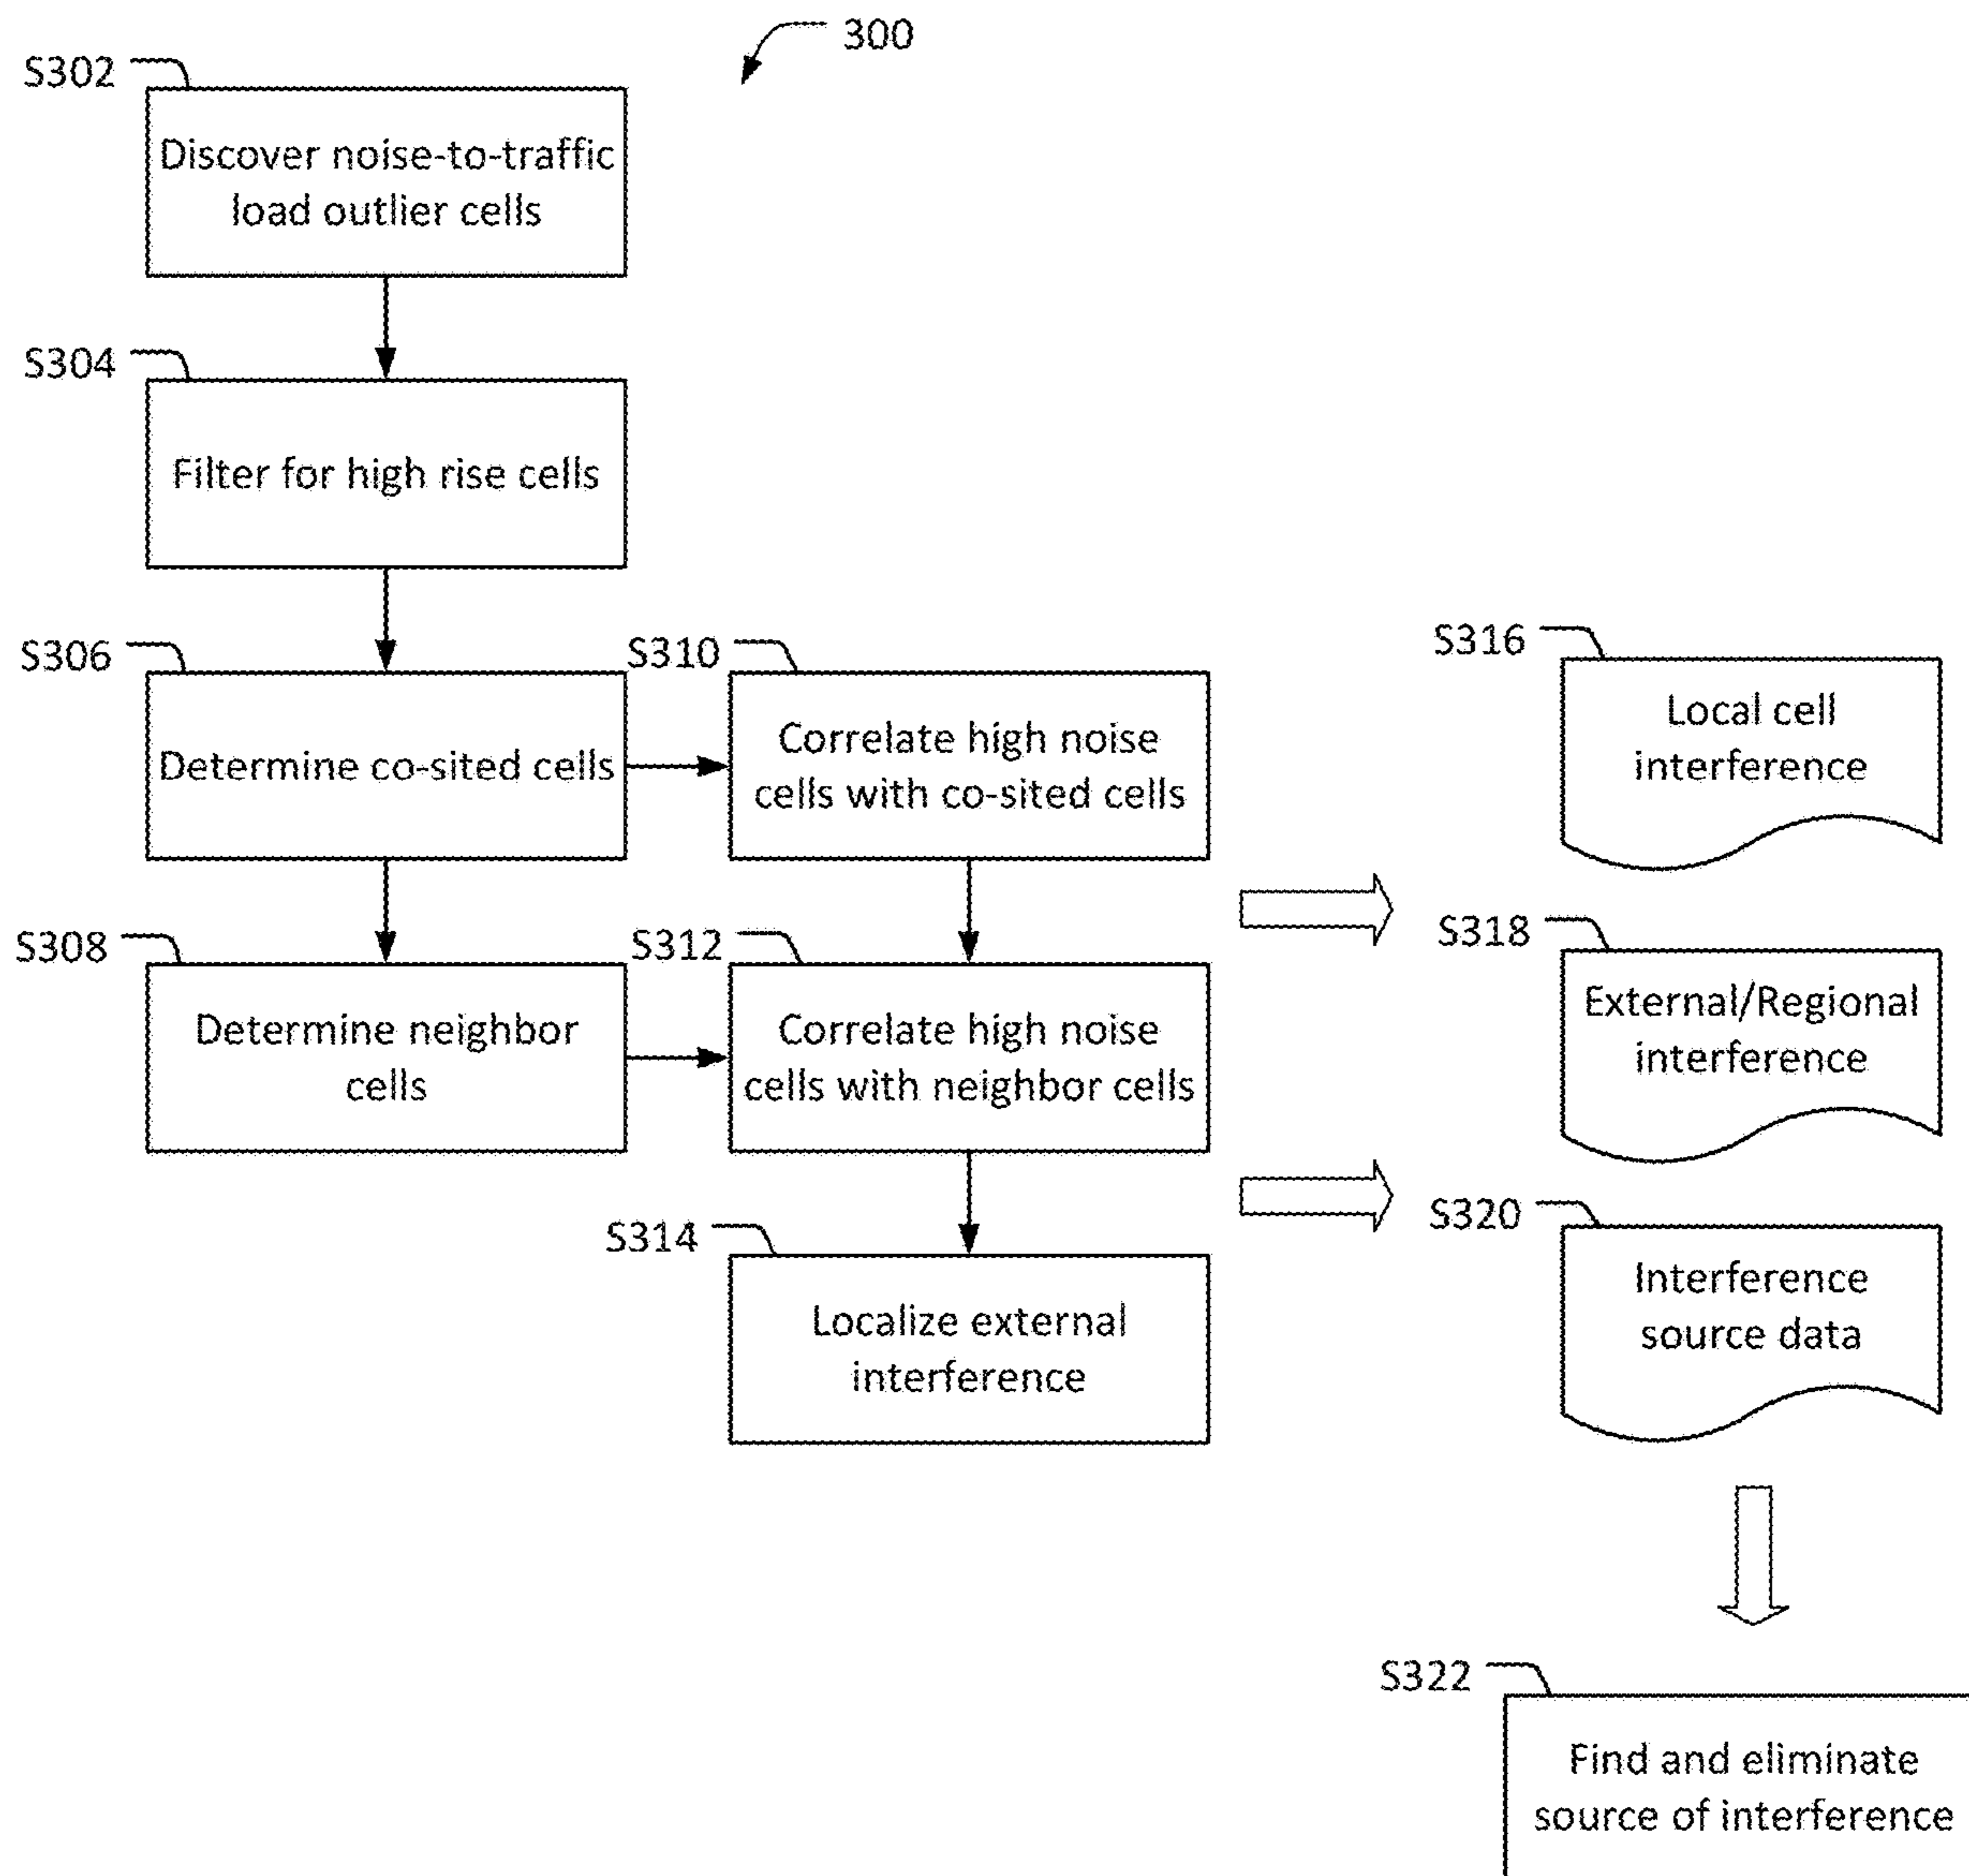 300
S302
Discover noise-to-traffic
load outlier cells
S304
Filter for high rise cells
S306
Determine co-sited cells
S310
Correlate high noise
cells with co-sited cells
S316
Local cell
interference
S308
Determine neighbor
cells
S312
Correlate high noise
cells with neighbor cells
S318
External/Regional
interference
S314
Localize external
interference
S320
Interference
source data
S322
Find and eliminate
source of interference